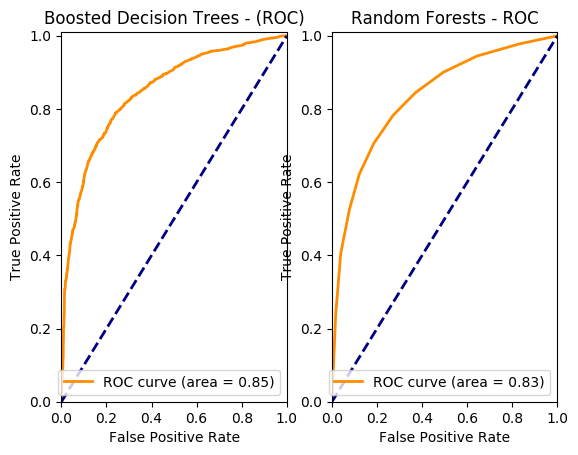 Boosted Decision Trees - (ROC)
True Positive Rate
1.0
0.8
0.6
0.4
0.2
0.0
ROC curve (area = 0.85)
0.0 0.2 0.4 0.6 0.8 1.0
False Positive Rate
Random Forests - ROC
True Positive Rate
1.0
0.8
0.6
0.4
0.2
0.0
ROC curve (area = 0.83)
0.0 0.2 0.4 0.6 0.8 1.0
False Positive Rate